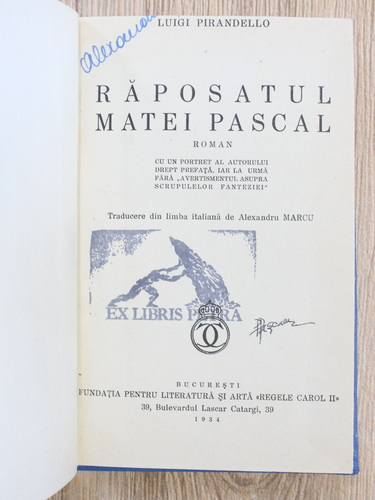 LUIGI PIRANDELLO
RĂPOSATUL
MATEI PASCAL
ROMAN
CU UN PORTRET AL AUTORULUI
DREPT PREFAȚĂ, IAR LA URMĂ
FĂRĂ „AVERTISMENTUL ASUPRA
SCRUPULELOR FANTEZIEI”
Traducere din limba italiană de Alexandru MARCU
EX LIBRIS
BUCUREȘTI
FUNDAȚIA PENTRU LITERATURĂ ȘI ARTĂ «REGELE CAROL II»
39, Bulevardul Lascar Catargi, 39
1934